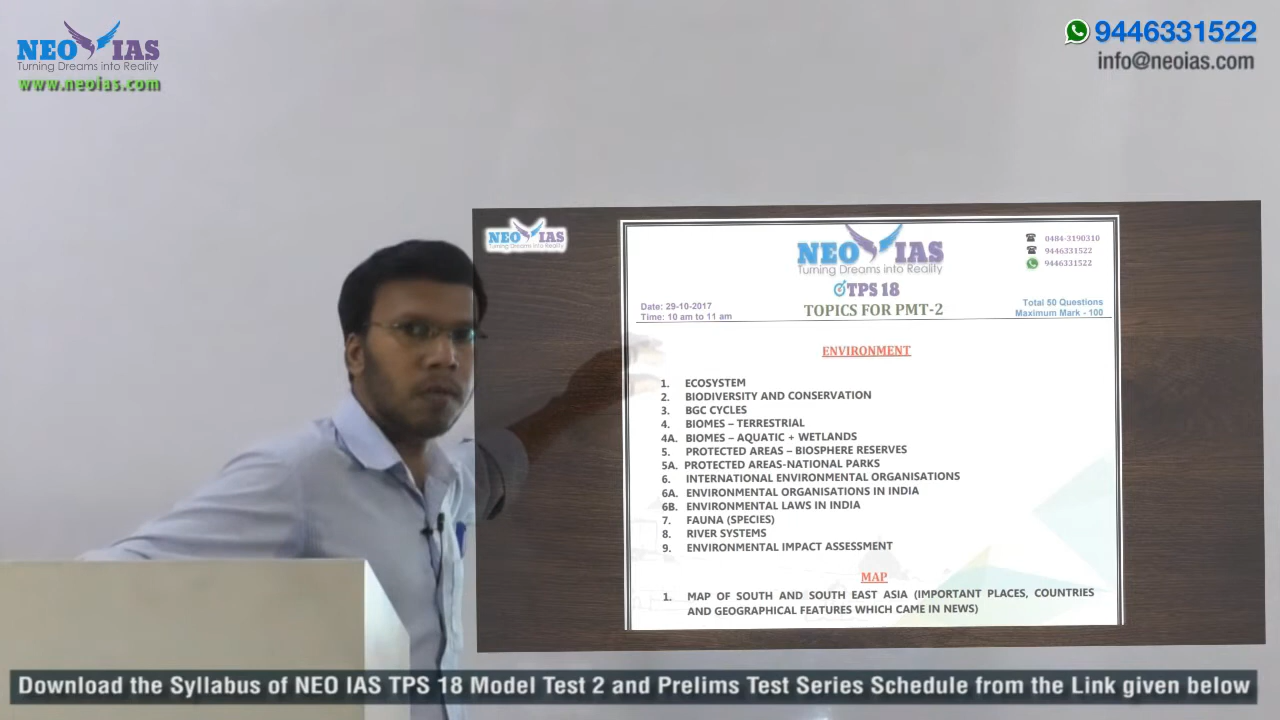 NEO IAS
Turning Dreams into Reality
www.neoias.com
9446331522
info@neoias.com
NEO IAS
Turning Dreams into Reality
NEO IAS
Turning Dreams into Reality
TPS 18
TOPICS FOR PMT-2
0484-3190310
9446331522
9446331522
Date: 29-10-2017
Time: 10 am to 11 am
Total 50 Questions
Maximum Mark - 100
ENVIRONMENT
1. ECOSYSTEM
2. BIODIVERSITY AND CONSERVATION
3. BGC CYCLES
4. BIOMES – TERRESTRIAL
4A. BIOMES – AQUATIC + WETLANDS
5. PROTECTED AREAS – BIOSPHERE RESERVES
5A. PROTECTED AREAS-NATIONAL PARKS
6. INTERNATIONAL ENVIRONMENTAL ORGANISATIONS
6A. ENVIRONMENTAL ORGANISATIONS IN INDIA
6B. ENVIRONMENTAL LAWS IN INDIA
7. FAUNA (SPECIES)
8. RIVER SYSTEMS
9. ENVIRONMENTAL IMPACT ASSESSMENT
MAP
1. MAP OF SOUTH AND SOUTH EAST ASIA (IMPORTANT PLACES, COUNTRIES
AND GEOGRAPHICAL FEATURES WHICH CAME IN NEWS)
Download the Syllabus of NEO IAS TPS 18 Model Test 2 and Prelims Test Series Schedule from the Link given below